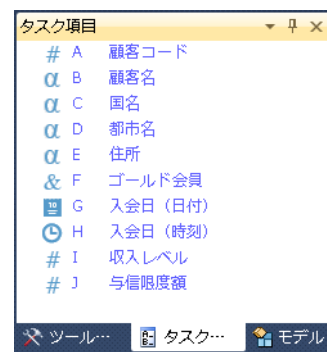 タスク項目
# A 顧客コード
α B 顧客名
α C 国名
α D 都市名
α E 住所
& F ゴールド会員
10 G 入会日（日付）
H 入会日（時刻）
# I 収入レベル
# J 与信限度額
ツール… タスク… モデル